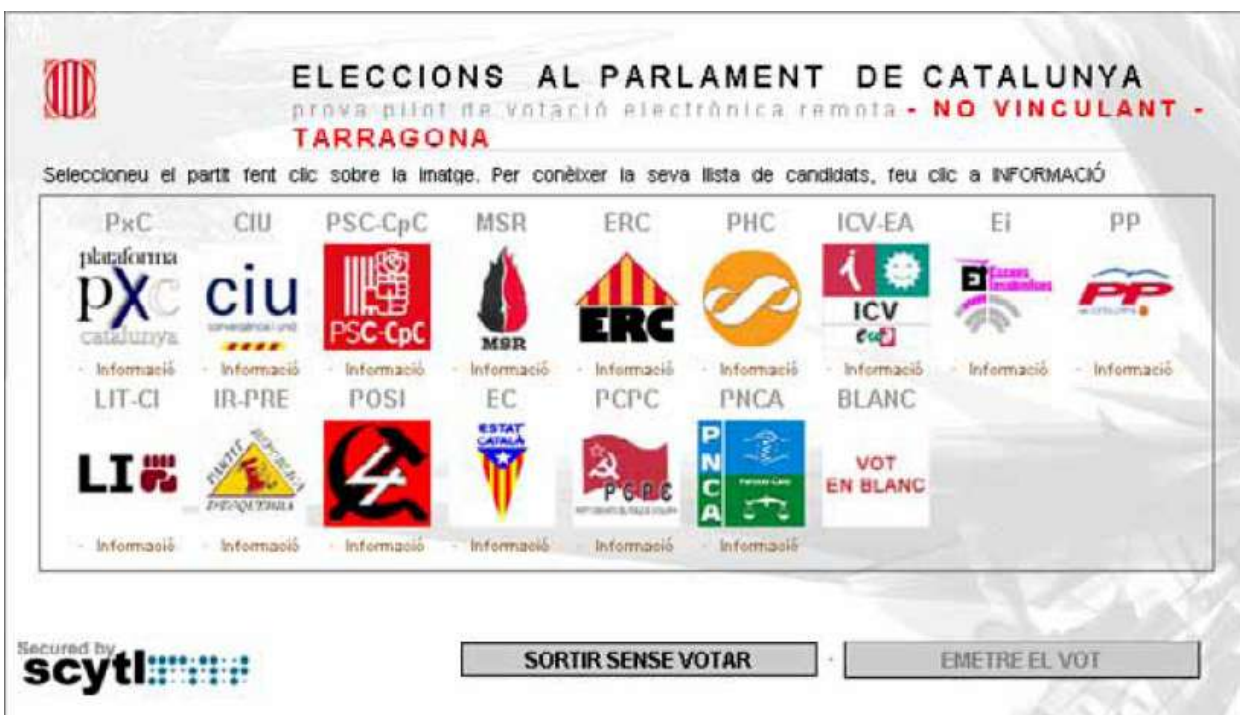 ELECCIONS AL PARLAMENT DE CATALUNYA
prova pilot de votació electrònica remota - NO VINCULANT -
TARRAGONA
Seleccioneu el partit fent clic sobre la imatge. Per conèixer la seva llista de candidats, feu clic a INFORMACIÓ
PxC CIU PSC-CpC MSR ERC PHC ICV-EA Ei PP
plataforma
pxc
catalunya
ciu
PSC-CpC
MSR
ERC
ICV
PP
· Informació · Informació · Informació · Informació · Informació · Informació · Informació · Informació · Informació
LIT-CI IR-PRE POSI EC PCPC PNCA BLANC
LI
4
ESTAT
CATALÀ
PCPC
PNCA
VOT
EN BLANC
· Informació · Informació · Informació · Informació · Informació · Informació
Secured by
scytl
SORTIR SENSE VOTAR · EMETRE EL VOT